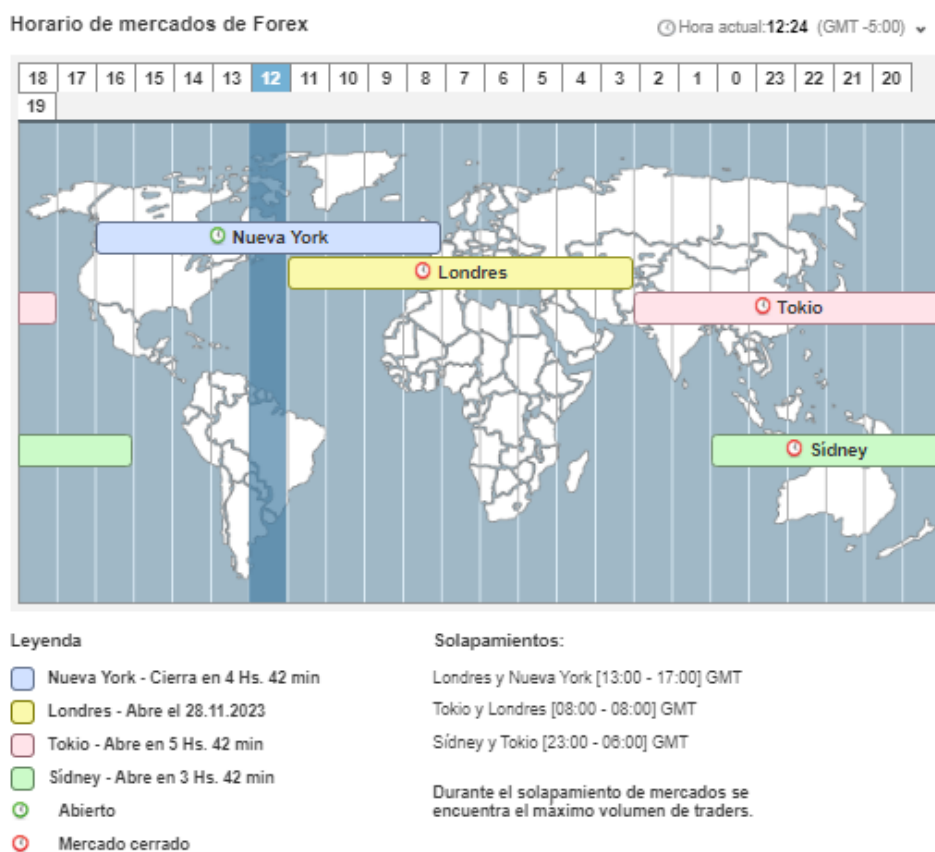 Horario de mercados de Forex
Hora actual:12:24 (GMT -5:00)
18 17 16 15 14 13 12 11 10 9 8 7 6 5 4 3 2 1 0 23 22 21 20
19
Nueva York
Londres
Tokio
Sídney
Leyenda
Nueva York - Cierra en 4 Hs. 42 min
Londres - Abre el 28.11.2023
Tokio - Abre en 5 Hs. 42 min
Sídney - Abre en 3 Hs. 42 min
Abierto
Mercado cerrado
Solapamientos:
Londres y Nueva York [13:00 - 17:00] GMT
Tokio y Londres [08:00 - 08:00] GMT
Sídney y Tokio [23:00 - 06:00] GMT
Durante el solapamiento de mercados se
encuentra el máximo volumen de traders.